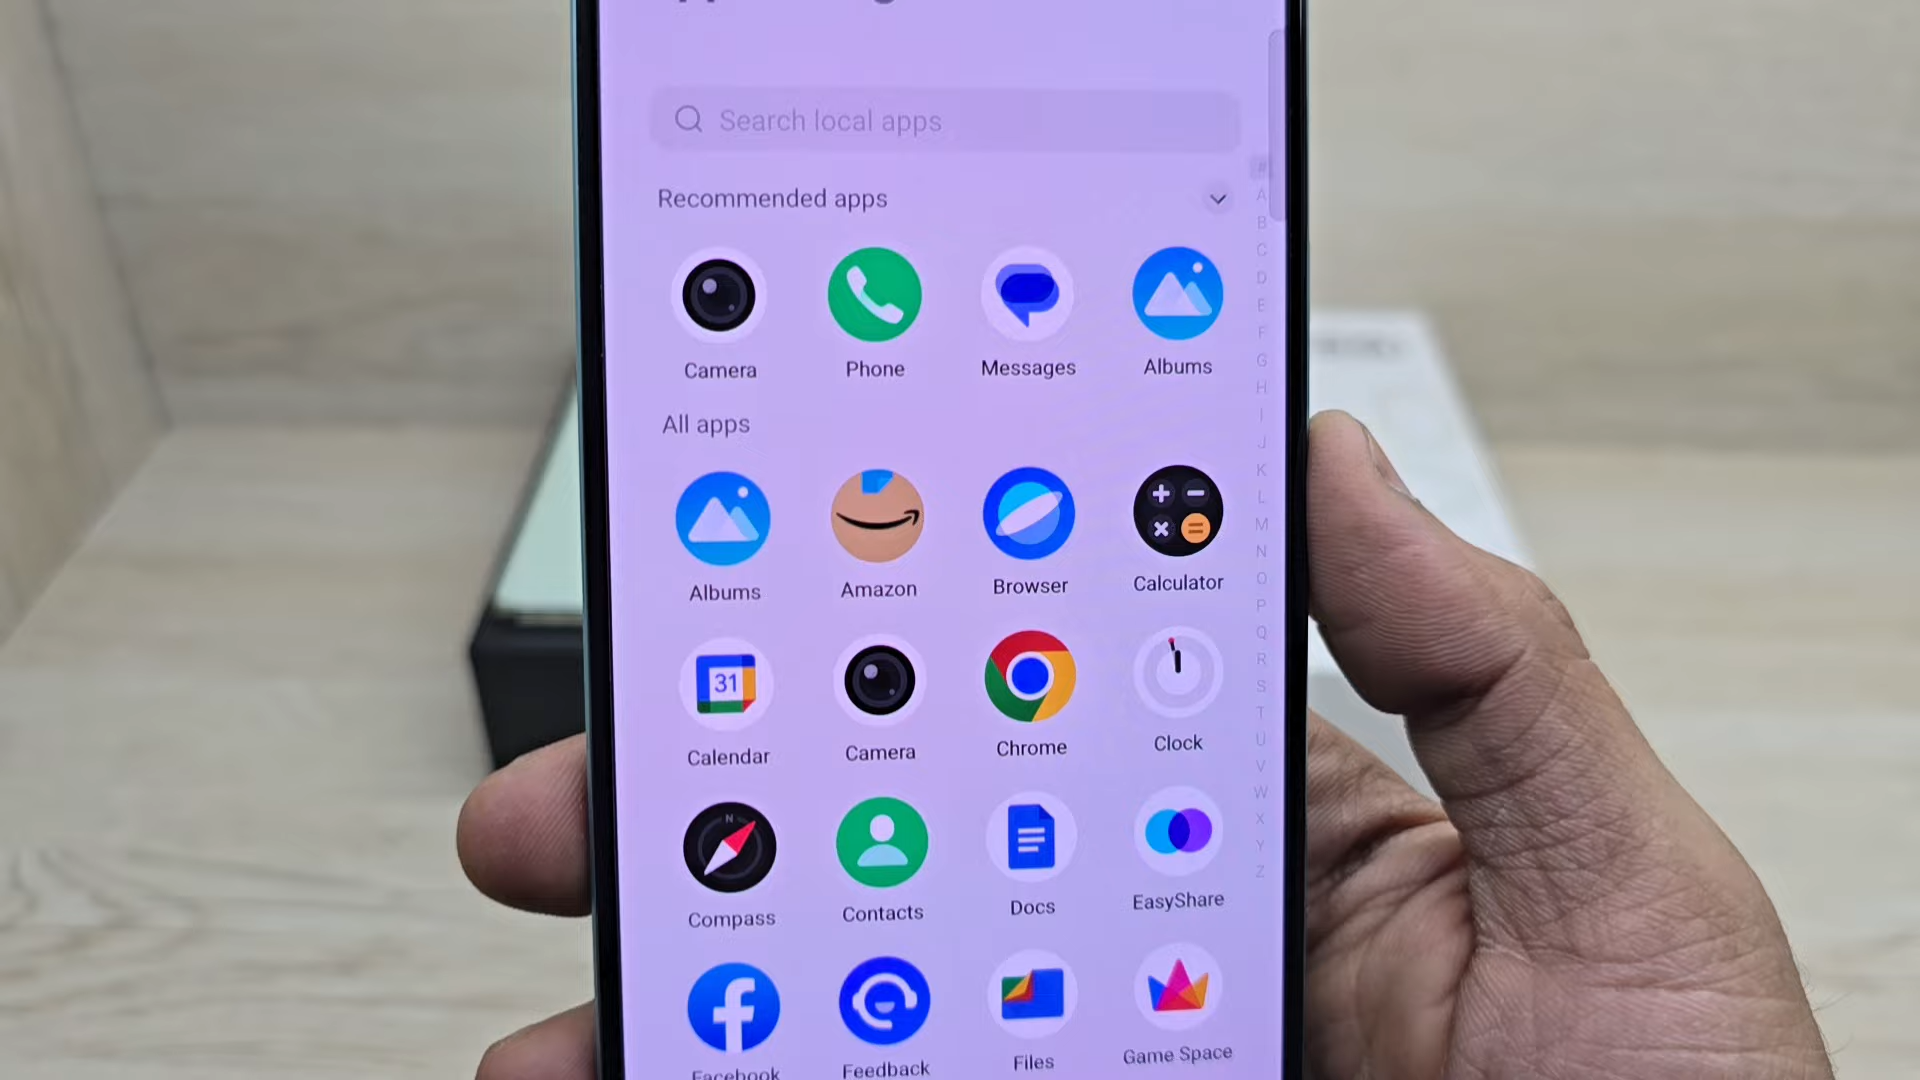 Search local apps
Recommended apps
Camera Phone Messages Albums
All apps
Albums Amazon Browser Calculator
31
Calendar Camera Chrome Clock
N
Compass Contacts Docs EasyShare
Facebook Feedback Files Game Space
#
A
B
C
D
E
F
G
H
I
J
K
L
M
N
O
P
Q
R
S
T
U
V
W
X
Y
Z